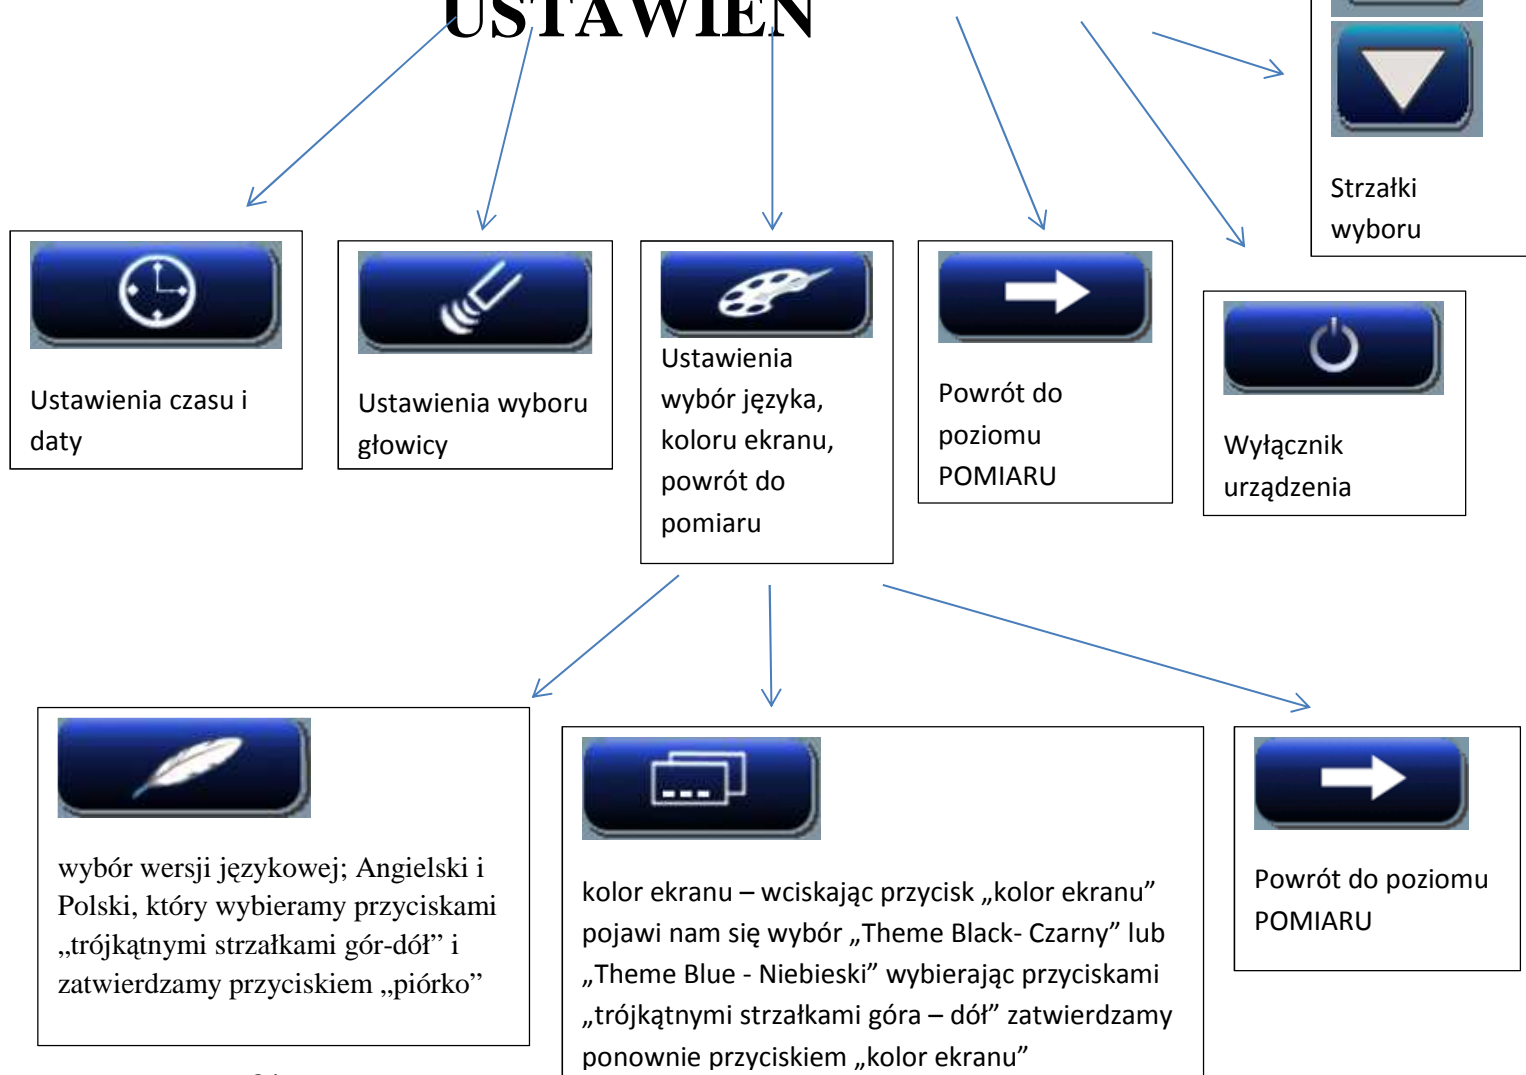 USTAWIEŃ
Strzałki
wyboru
Ustawienia czasu i
daty
Ustawienia wyboru
głowicy
Ustawienia
wybór języka,
koloru ekranu,
powrót do
pomiaru
Powrót do
poziomu
POMIARU
Wyłącznik
urządzenia
wybór wersji językowej; Angielski i
Polski, który wybieramy przyciskami
„trójkątnymi strzałkami gór-dół” i
zatwierdzamy przyciskiem „piórko”
kolor ekranu – wciskając przycisk „kolor ekranu”
pojawi nam się wybór „Theme Black- Czarny” lub
„Theme Blue - Niebieski” wybierając przyciskami
„trójkątnymi strzałkami góra – dół” zatwierdzamy
ponownie przyciskiem „kolor ekranu”
Powrót do poziomu
POMIARU